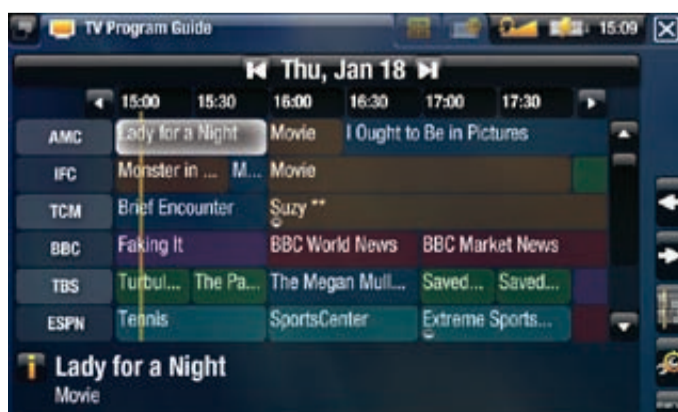 TV Program Guide 15:09
Thu, Jan 18
15:00 15:30 16:00 16:30 17:00 17:30
AMC Lady for a Night Movie I Ought to Be in Pictures
IFC Monster in ... M... Movie
TCM Brief Encounter Suzy **
BBC Faking It BBC World News BBC Market News
TBS Turbul... The Pa... The Megan Mull... Saved... Saved...
ESPN Tennis SportsCenter Extreme Sports...
Lady for a Night
Movie